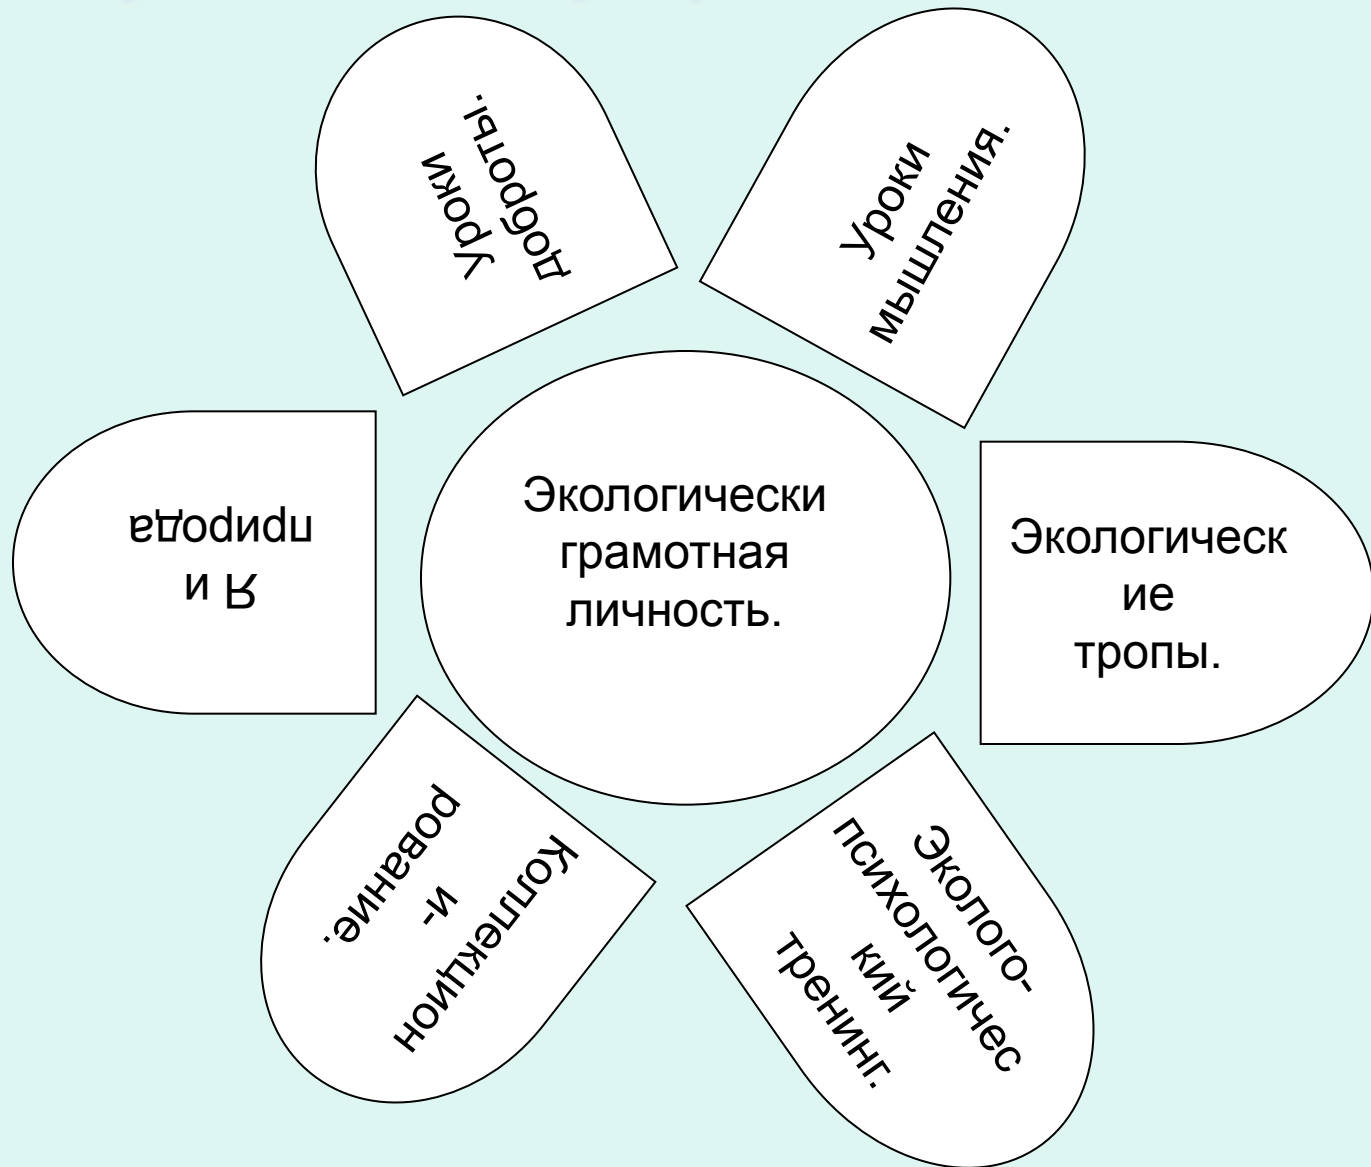 Уроки
доброты.
Уроки
мышления.
Экологически
грамотная
личность.
Я и
природа
Экологическ
ие
тропы.
Коллекцион
и-
рование.
Эколого-
психологичес
кий
тренинг.